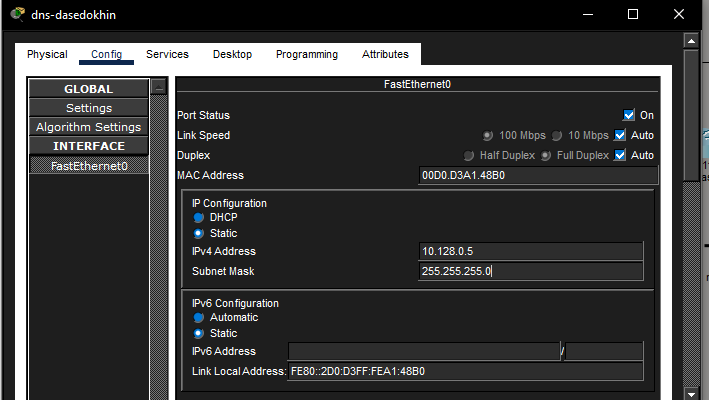 dns-dasedokhin
Physical Config Services Desktop Programming Attributes
GLOBAL
Settings
Algorithm Settings
INTERFACE
FastEthernet0
FastEthernet0
Port Status On
Link Speed 100 Mbps 10 Mbps Auto
Duplex Half Duplex Full Duplex Auto
MAC Address 00D0.D3A1.48B0
IP Configuration
DHCP
Static
IPv4 Address 10.128.0.5
Subnet Mask 255.255.255.0
IPv6 Configuration
Automatic
Static
IPv6 Address /
Link Local Address: FE80::2D0:D3FF:FEA1:48B0